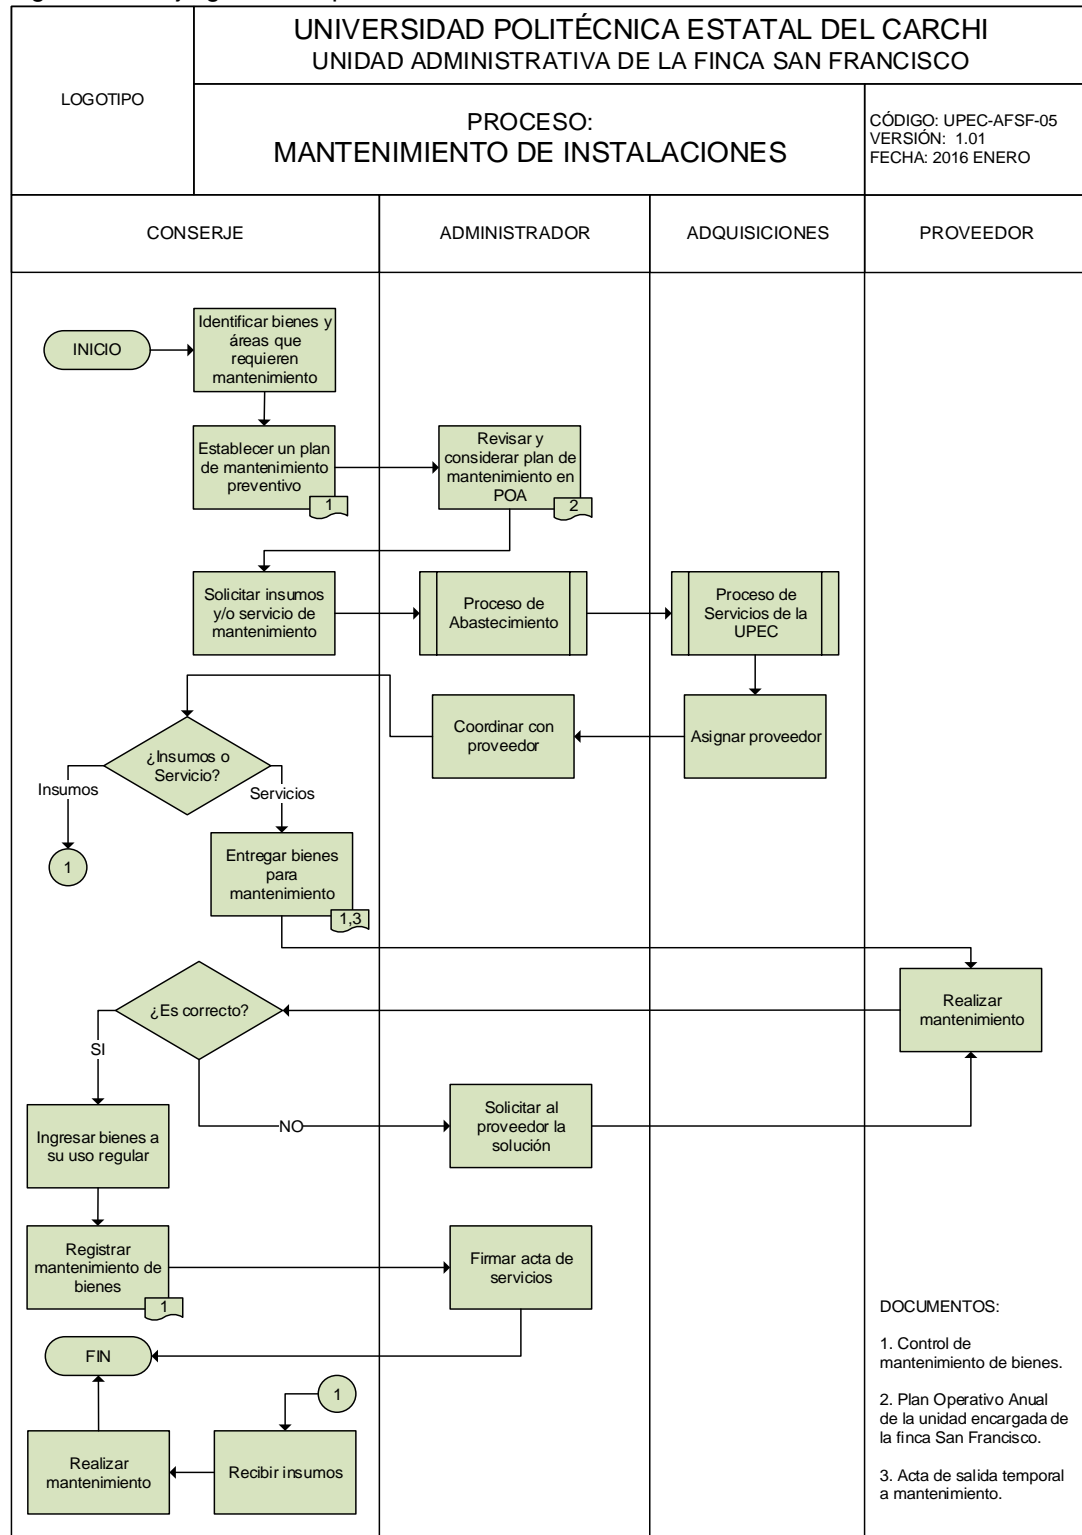 UNIVERSIDAD POLITÉCNICA ESTATAL DEL CARCHI
UNIDAD ADMINISTRATIVA DE LA FINCA SAN FRANCISCO
LOGOTIPO
PROCESO:
MANTENIMIENTO DE INSTALACIONES
CÓDIGO: UPEC-AFSF-05
VERSIÓN: 1.01
FECHA: 2016 ENERO
CONSERJE
ADMINISTRADOR
ADQUISICIONES
PROVEEDOR
INICIO
Identificar bienes y
áreas que
requieren
mantenimiento
Establecer un plan
de mantenimiento
preventivo
1
Revisar y
considerar plan de
mantenimiento en
POA
2
Solicitar insumos
y/o servicio de
mantenimiento
Proceso de
Abastecimiento
Proceso de
Servicios de la
UPEC
Coordinar con
proveedor
Asignar proveedor
¿Insumos o
Servicio?
Insumos
Servicios
1
Entregar bienes
para
mantenimiento
1,3
Realizar
mantenimiento
¿Es correcto?
SI
NO
Solicitar al
proveedor la
solución
Ingresar bienes a
su uso regular
Registrar
mantenimiento de
bienes
1
Firmar acta de
servicios
FIN
1
Realizar
mantenimiento
Recibir insumos
DOCUMENTOS:
1. Control de
mantenimiento de bienes.
2. Plan Operativo Anual
de la unidad encargada de
la finca San Francisco.
3. Acta de salida temporal
a mantenimiento.